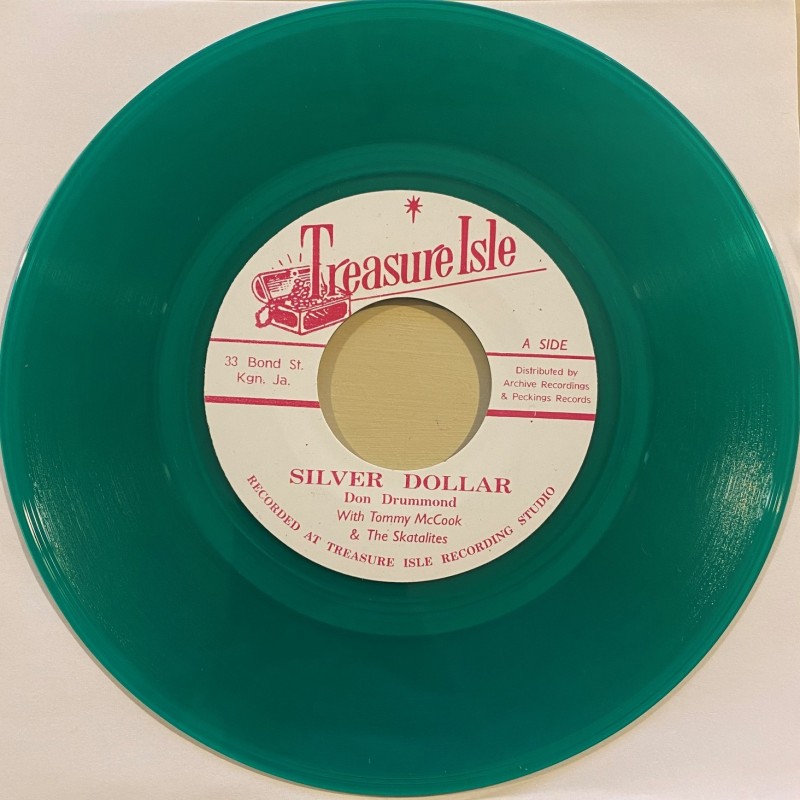 Treasure Isle
33 Bond St.
Kgn. Ja.
A SIDE
Distributed by
Archive Recordings
& Peckings Records
SILVER DOLLAR
Don Drummond
With Tommy McCook
& The Skatalites
RECORDED AT TREASURE ISLE RECORDING STUDIO